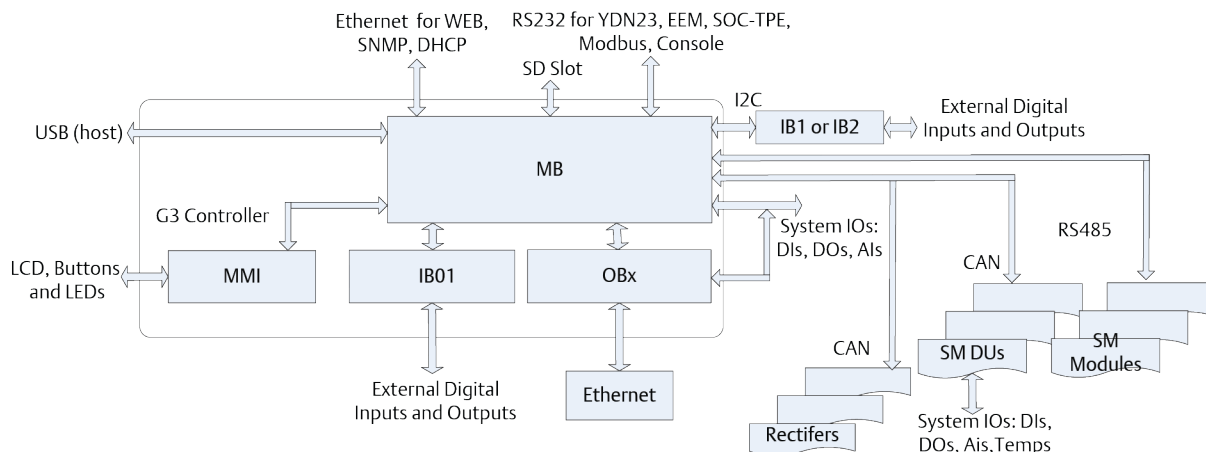 Ethernet for WEB,
SNMP, DHCP
RS232 for YDN23, EEM, SOC-TPE,
Modbus, Console
SD Slot
I2C
USB (host)
MB
IB1 or IB2
External Digital
Inputs and Outputs
G3 Controller
System IOs:
DIs, DOs, AIs
RS485
LCD, Buttons
and LEDs
MMI
IB01
OBx
CAN
CAN
SM DUs
SM
Modules
External Digital
Inputs and Outputs
Ethernet
Rectifers
System IOs: DIs,
DOs, Ais,Temps